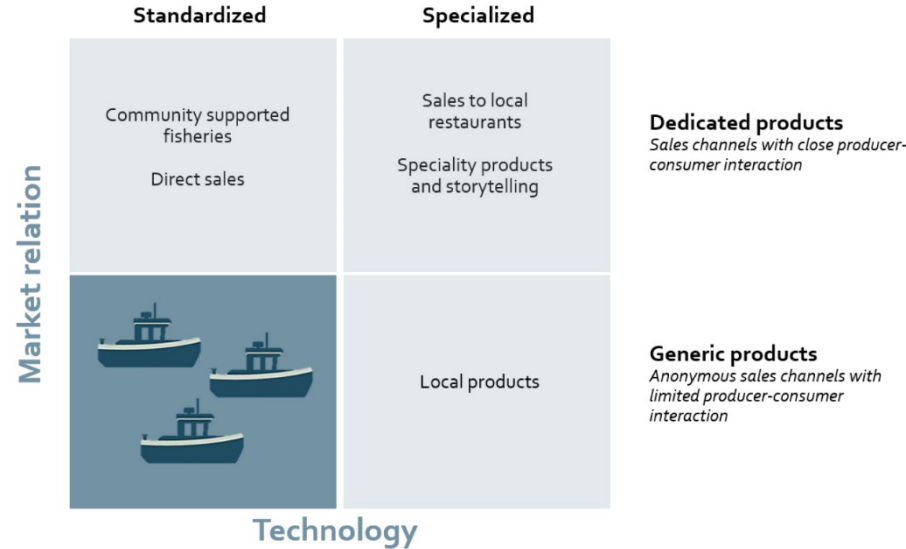 Standardized
Specialized
Community supported
fisheries
Direct sales
Sales to local
restaurants
Speciality products
and storytelling
Dedicated products
Sales channels with close producer-
consumer interaction
Market relation
Local products
Generic products
Anonymous sales channels with
limited producer-consumer
interaction
Technology